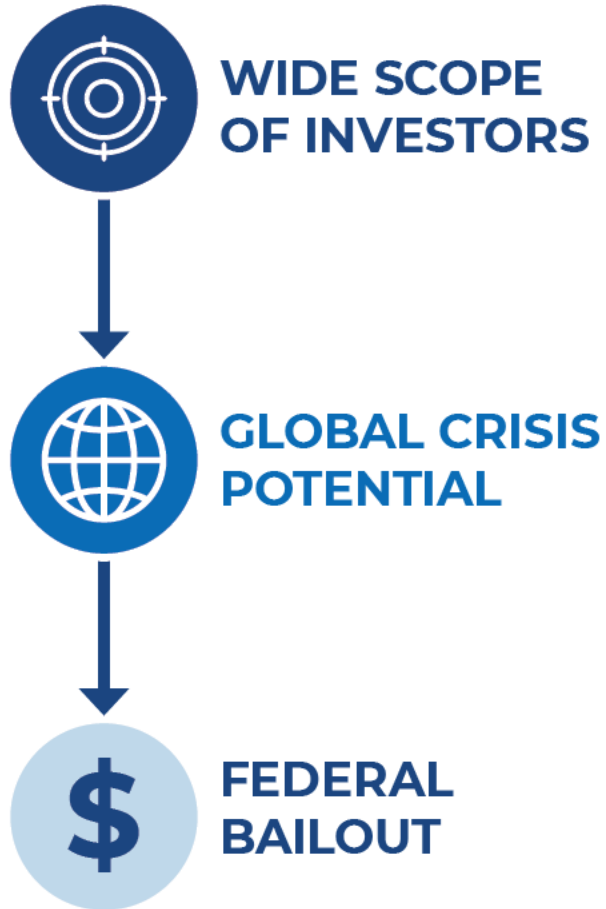 WIDE SCOPE
OF INVESTORS
GLOBAL CRISIS
POTENTIAL
$
FEDERAL
BAILOUT